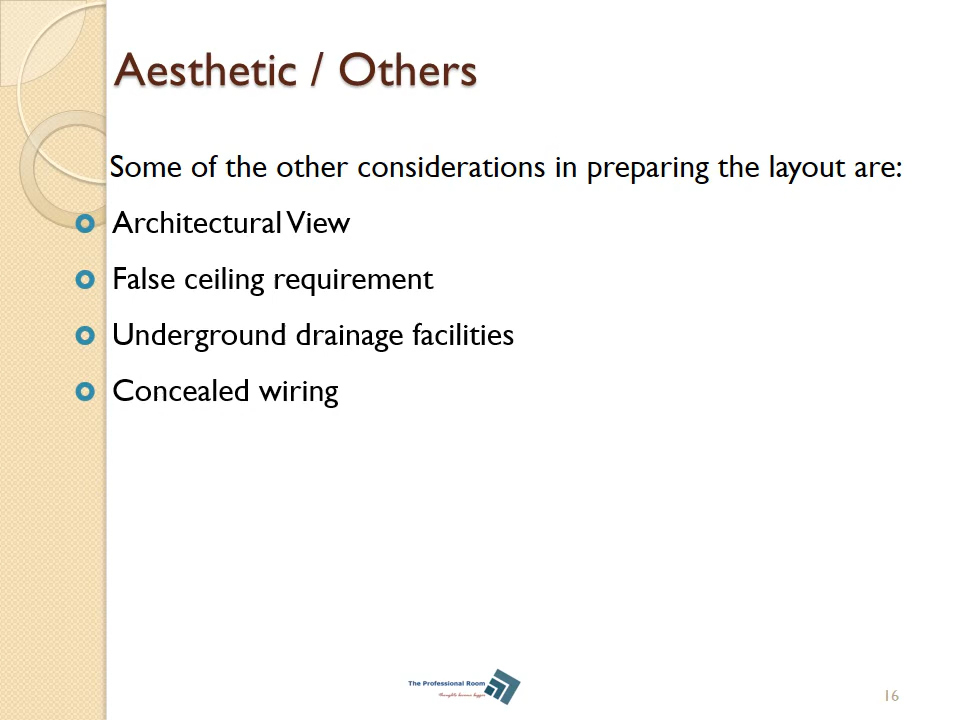 Aesthetic / Others
Some of the other considerations in preparing the layout are:
Architectural View
False ceiling requirement
Underground drainage facilities
Concealed wiring
The Professional Room
16